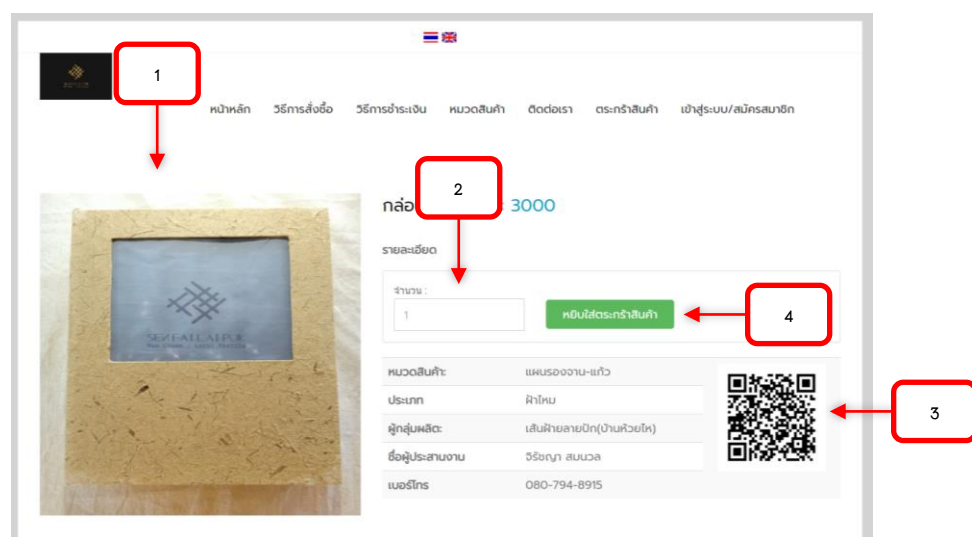 1
หน้าหลัก วิธีการสั่งซื้อ วิธีการชำระเงิน หมวดสินค้า ติดต่อเรา ตระกร้าสินค้า เข้าสู่ระบบ/สมัครสมาชิก
2
กล่อ 3000
รายละเอียด
จำนวน :
1 หยิบใส่ตระกร้าสินค้า
4
หมวดสินค้า: แผนรองจาน-แก้ว
ประเภท ผ้าไหม
ผู้กลุ่มผลิต: เส้นฝ้ายลายปัก(บ้านห้วยไห)
3
ชื่อผู้ประสานงาน วิรัชญา สมนวล
เบอร์โทร 080-794-8915